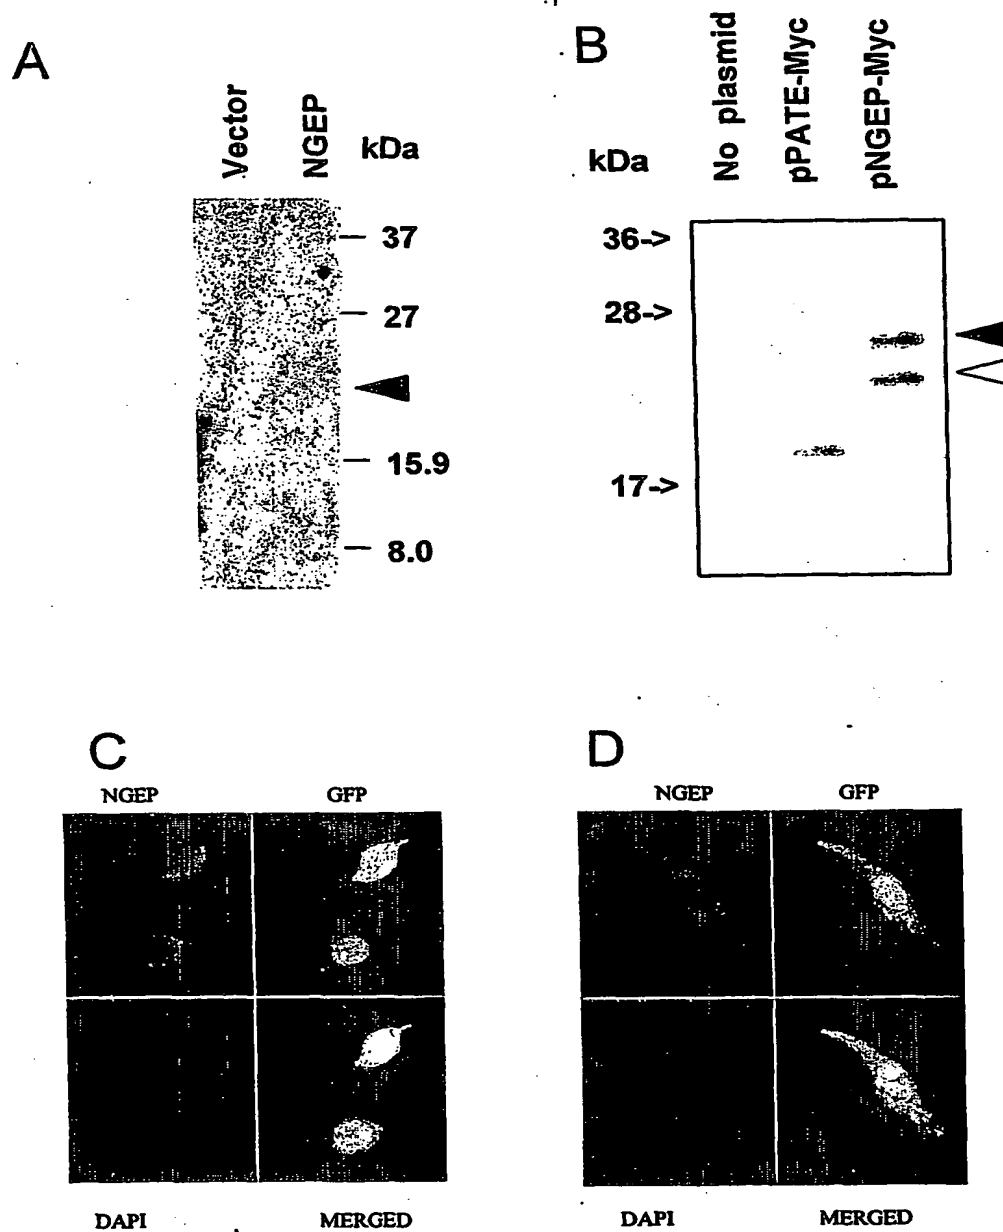 A
Vector
NGEP
kDa
37
27
15.9
8.0
B
kDa
No plasmid
pPATE-Myc
pNGEP-Myc
36->
28->
17->
C
NGEP
GFP
DAPI
MERGED
D
NGEP
GFP
DAPI
MERGED